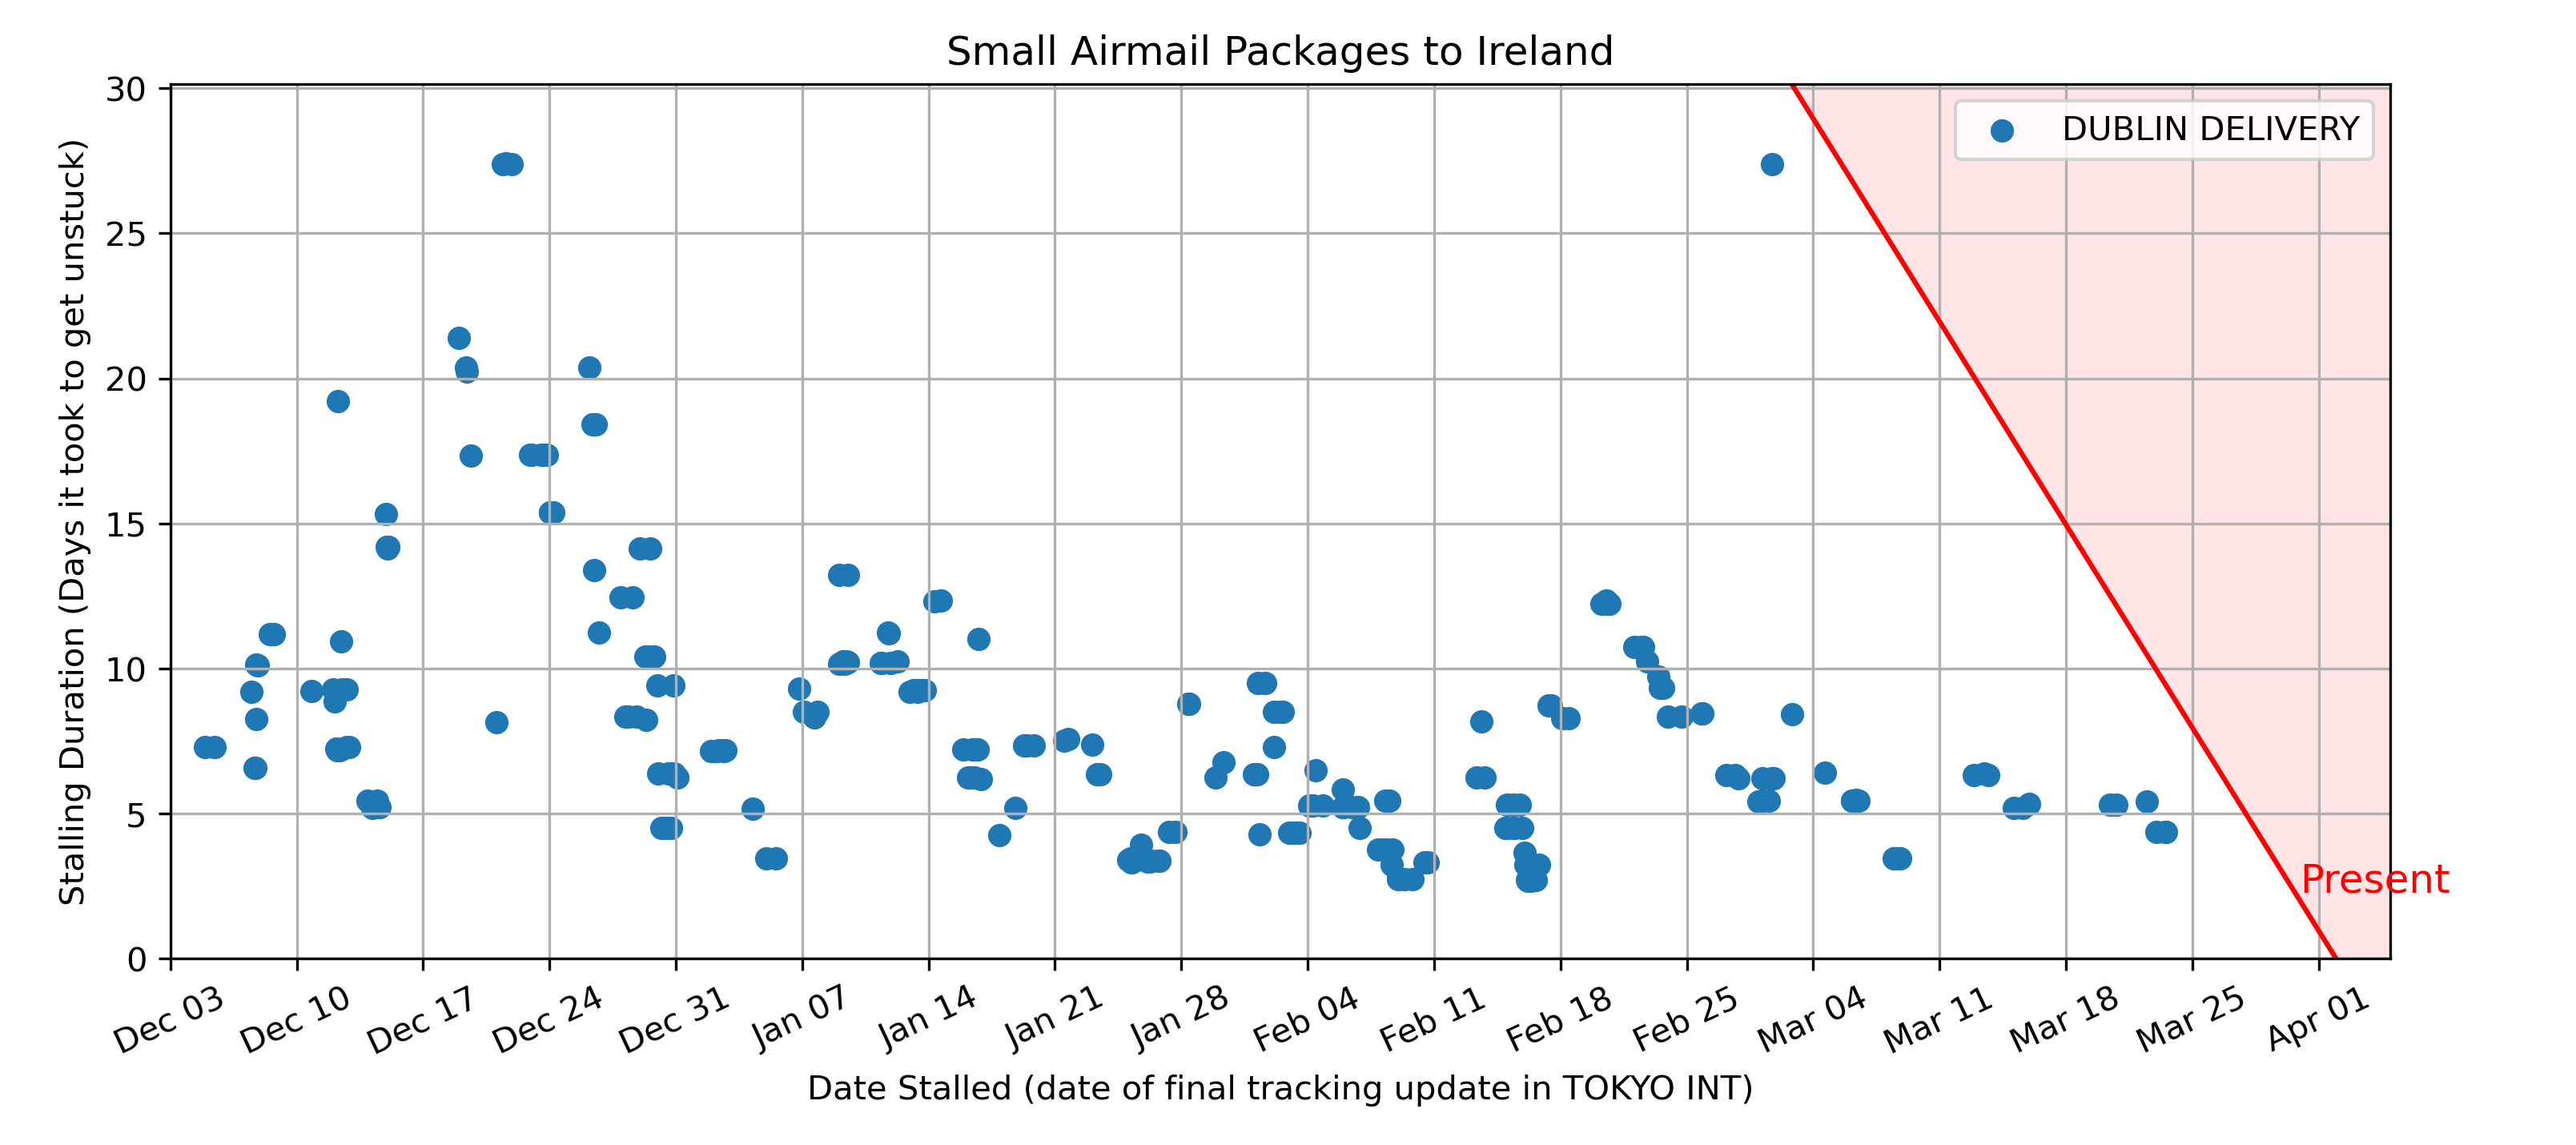 Small Airmail Packages to Ireland
DUBLIN DELIVERY
30
25
20
15
10
5
0
Stalling Duration (Days it took to get unstuck)
Present
Dec 03
Dec 10
Dec 17
Dec 24
Dec 31
Jan 07
Jan 14
Jan 21
Jan 28
Feb 04
Feb 11
Feb 18
Feb 25
Mar 04
Mar 11
Mar 18
Mar 25
Apr 01
Date Stalled (date of final tracking update in TOKYO INT)